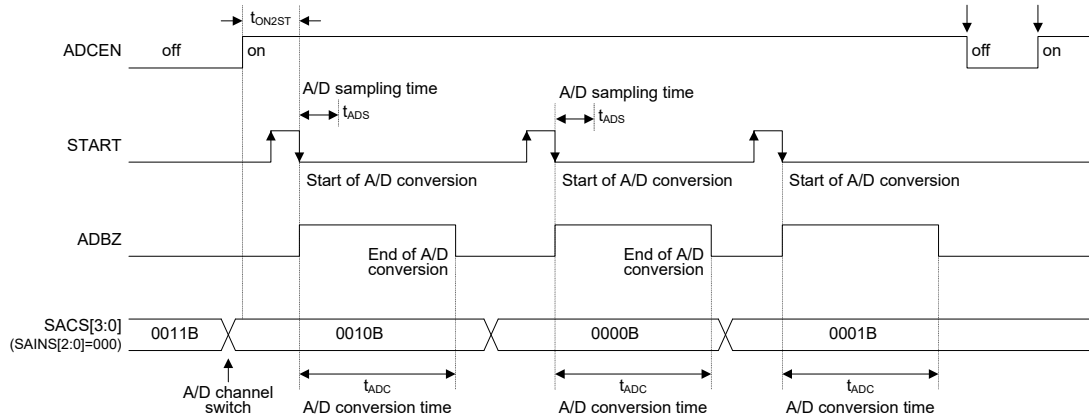 tON2ST
ADCEN off on off on
A/D sampling time A/D sampling time
tADS tADS
START
Start of A/D conversion Start of A/D conversion Start of A/D conversion
ADBZ
End of A/D conversion End of A/D conversion
SACS[3:0]
(SAINS[2:0]=000)
0011B 0010B 0000B 0001B
A/D channel switch
tADC tADC tADC
A/D conversion time A/D conversion time A/D conversion time